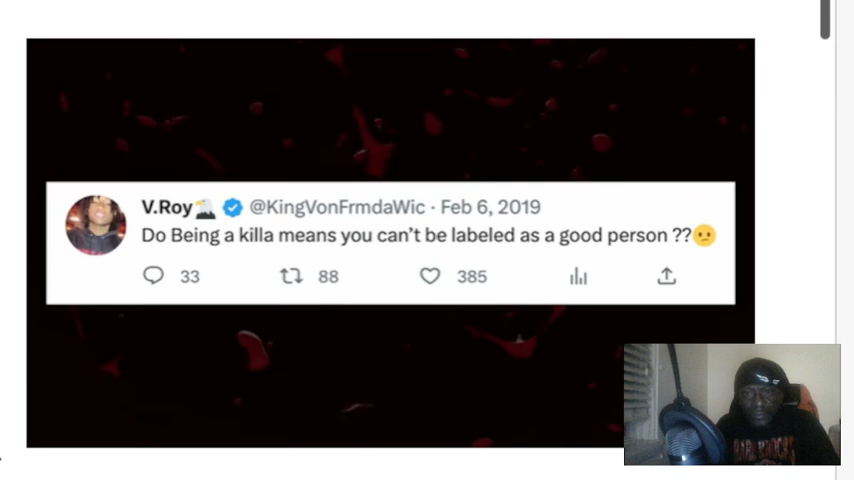 V.Roy🦅 @KingVonFrmdaWic · Feb 6, 2019
Do Being a killa means you can’t be labeled as a good person ??😕
33 88 385